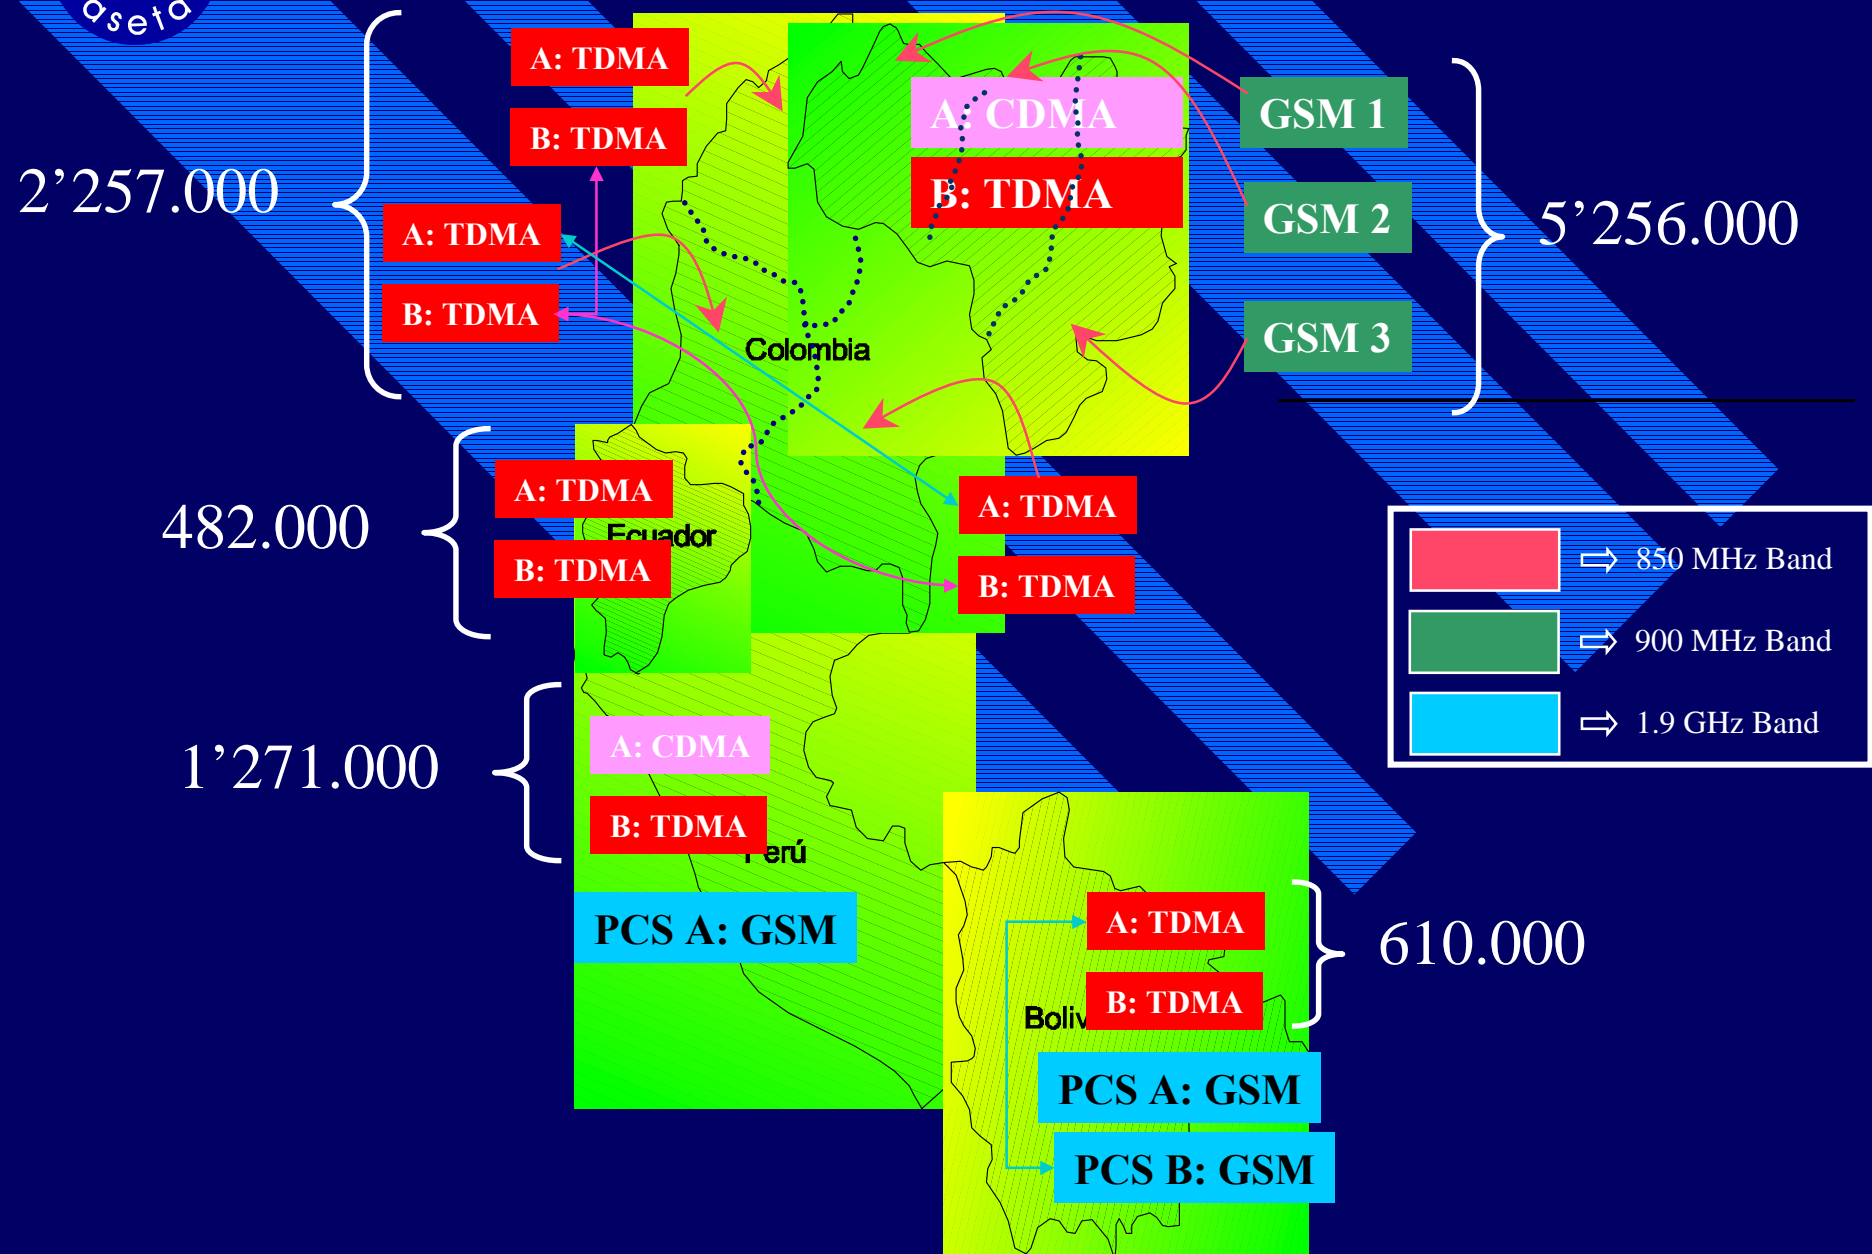 aseta
A: TDMA
B: TDMA
2’257.000
A: TDMA
B: TDMA
A: CDMA
B: TDMA
GSM 1
GSM 2
GSM 3
5’256.000
Colombia
482.000
A: TDMA
Ecuador
B: TDMA
A: TDMA
B: TDMA
850 MHz Band
900 MHz Band
1.9 GHz Band
1’271.000
A: CDMA
B: TDMA
Perú
PCS A: GSM
A: TDMA
B: TDMA
Boliv
610.000
PCS A: GSM
PCS B: GSM